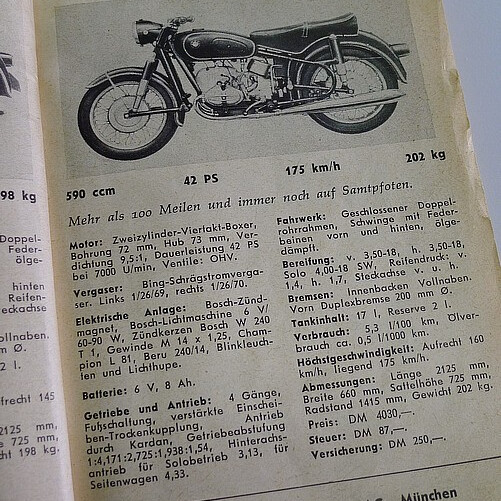 98 kg
Doppel-
Feder-
ölge-
hinten
Reifen-
teckachse
ollnaben.
m Ø.
2 l.
ufrecht 145
2125 mm
e 725 mm,
cht 198 kg.
590 ccm 42 PS 175 km/h 202 kg
Mehr als 100 Meilen und immer noch auf Samtpfoten.
Motor: Zweizylinder-Viertakt-Boxer,
Bohrung 72 mm, Hub 73 mm, Ver-
dichtung 9,5:1, Dauerleistung 42 PS
bei 7000 U/min, Ventile: OHV.
Vergaser: Bing-Schrägstromverga-
ser. Links 1/26/69, rechts 1/26/70.
Elektrische Anlage: Bosch-Zünd-
magnet, Bosch-Lichtmaschine 6 V/
60-90 W, Zündkerzen Bosch W 240
T 1, Gewinde M 14 x 1,25, Cham-
pion L 81, Beru 240/14, Blinkleuch-
ten und Lichthupe.
Batterie: 6 V, 8 Ah.
Getriebe und Antrieb: 4 Gänge,
Fußschaltung, verstärkte Einschei-
ben-Trockenkupplung, Antrieb
durch Kardan, Getriebeabstufung
1:4,171:2,725:1,938:1,54, Hinterachs-
antrieb für Solobetrieb 3,13, für
Seitenwagen 4,33.
Fahrwerk: Geschlossener Doppel-
rohrrahmen, Schwinge mit Feder-
beinen vorn und hinten, ölge-
dämpft.
Bereifung: v. 3,50-18, h. 3,50-18,
Solo 4,00-18 SW, Reifendruck: v.
1,4, h. 1,7, Steckachse v. u. h.
Bremsen: Innenbacken Vollnaben.
Vorn Duplexbremse 200 mm Ø.
Tankinhalt: 17 l, Reserve 2 l.
Verbrauch: 5,3 l/100 km, Ölver-
brauch ca. 0,5 l/1000 km.
Höchstgeschwindigkeit: Aufrecht 160
km/h, liegend 175 km/h.
Abmessungen: Länge 2125 mm,
Breite 660 mm, Sattelhöhe 725 mm,
Radstand 1415 mm, Gewicht 202 kg.
Preis: DM 4030,—.
Steuer: DM 87,—.
Versicherung: DM 250,—.
München